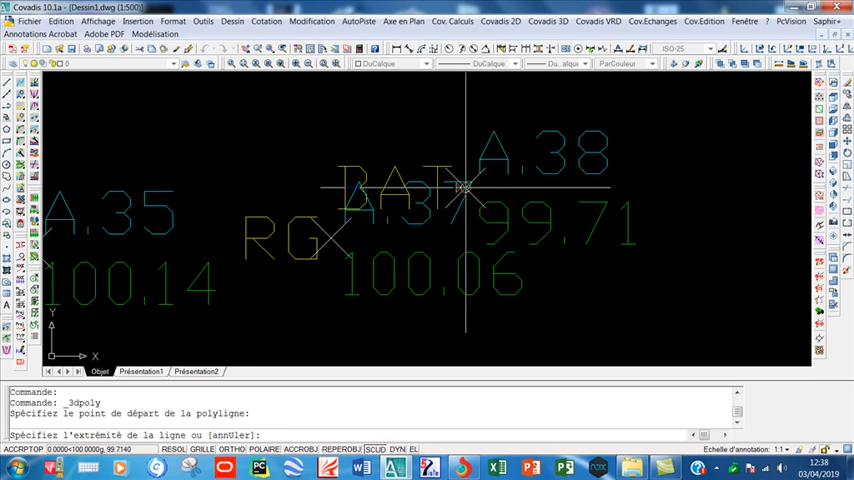 Covadis 10.1a - [Dessin1.dwg (1:500)]
Fichier Edition Affichage Insertion Format Outils Dessin Cotation Modification AutoPiste Axe en Plan Cov. Calculs Covadis 2D Covadis 3D Covadis VRD Cov.Echanges Cov.Edition Fenêtre ? PcVision Saphir+
Annotations Acrobat Adobe PDF Modélisation
ISO-25
0 DuCalque DuCalque Du...alque ParCouleur
A.38
BAT
A.37
A.35
99.71
RG
100.06
100.14
Y
X
Objet Présentation1 Présentation2
Commande:
Commande: _3dpoly
Spécifiez le point de départ de la polyligne:
Spécifiez l'extrémité de la ligne ou [annUler]:
ACCRPTOP 0.0000<100.0000g, 99.7140 RESOL GRILLE ORTHO POLAIRE ACCROBJ REPEROBJ SCUD DYN EL Echelle d'annotation: 1:1
FR 12:38
03/04/2019